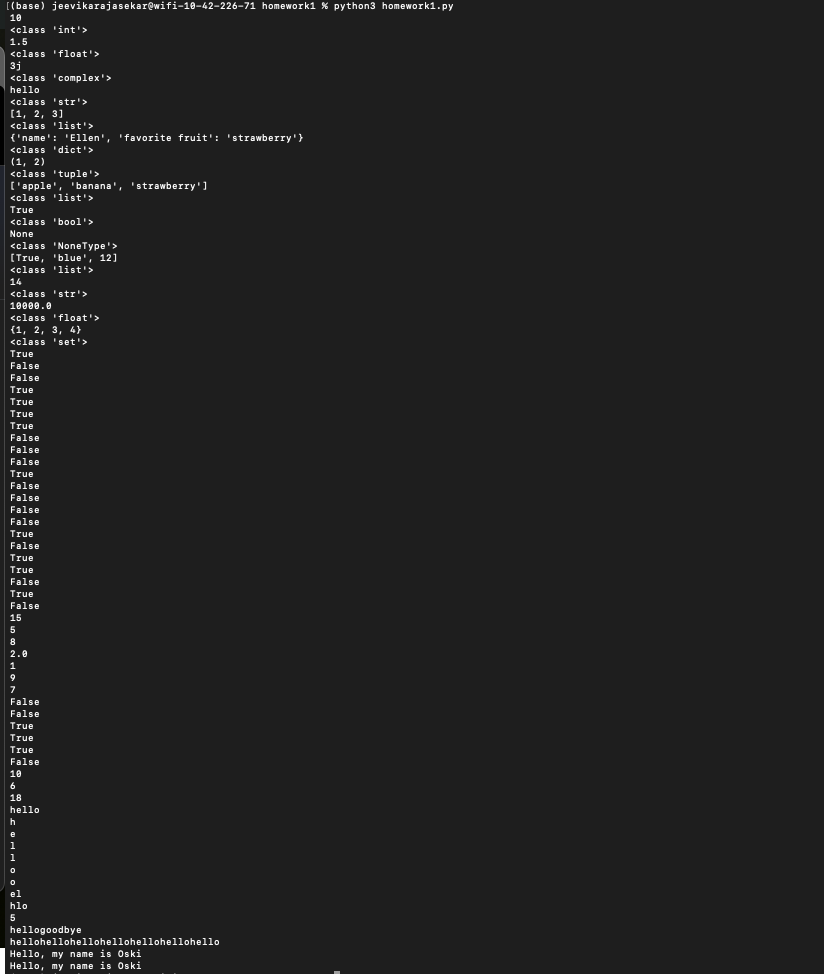 [(base) jeevikarajasekar@wifi-10-42-226-71 homework1 % python3 homework1.py
10
<class 'int'>
1.5
<class 'float'>
3j
<class 'complex'>
hello
<class 'str'>
[1, 2, 3]
<class 'list'>
{'name': 'Ellen', 'favorite fruit': 'strawberry'}
<class 'dict'>
(1, 2)
<class 'tuple'>
['apple', 'banana', 'strawberry']
<class 'list'>
True
<class 'bool'>
None
<class 'NoneType'>
[True, 'blue', 12]
<class 'list'>
14
<class 'str'>
10000.0
<class 'float'>
{1, 2, 3, 4}
<class 'set'>
True
False
False
True
True
True
True
False
False
False
True
False
False
False
False
True
False
True
True
False
True
False
15
5
8
2.0
1
9
7
False
False
True
True
True
False
10
6
18
hello
h
e
l
l
o
o
el
hlo
5
hellogoodbye
hellohellohellohellohellohellohello
Hello, my name is Oski
Hello, my name is Oski